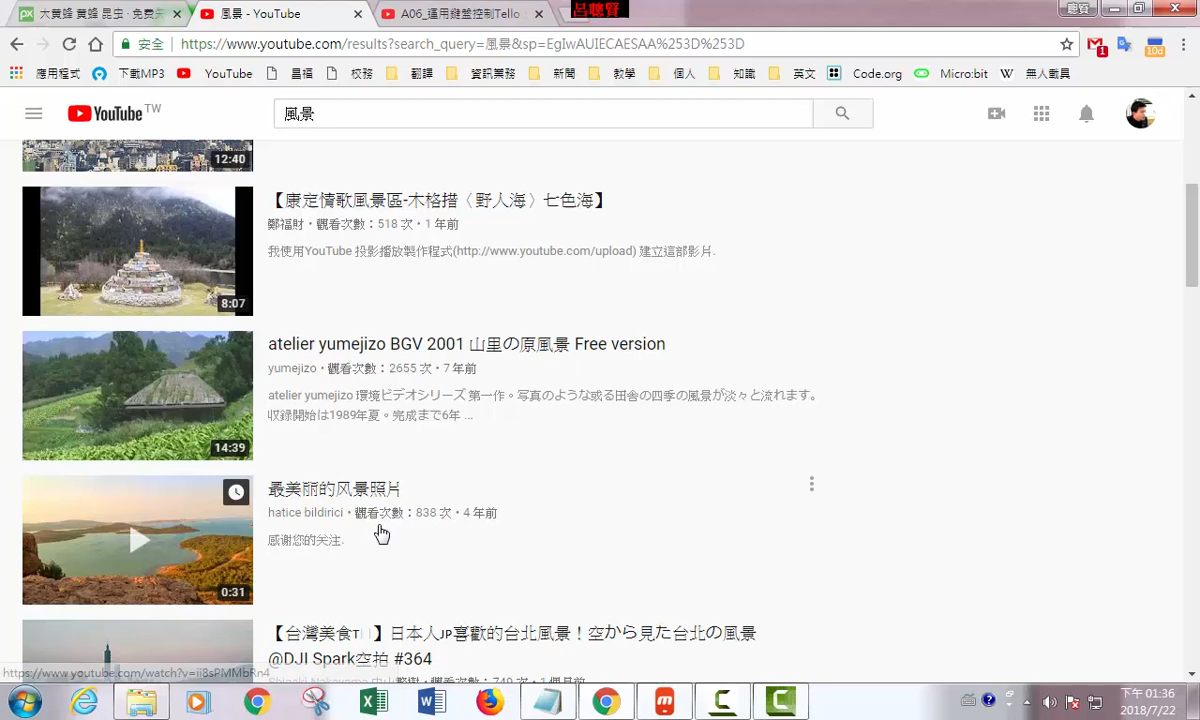 大黃蜂 黃蜂 昆虫 · 免费
風景 - YouTube
A06_運用鍵盤控制Tello
呂聰賢
聰賢
安全
https://www.youtube.com/results?search_query=風景&sp=EgIwAUICAESAA%253D%253D
1
10d
應用程式
下載MP3
YouTube
昌福
校務
翻譯
資訊業務
新聞
教學
個人
知識
英文
Code.org
Micro:bit
無人載具
YouTube TW
風景
12:40
【康定情歌風景區-木格措〈野人海〉七色海】
鄭福財 • 觀看次數：518 次 • 1 年前
我使用YouTube 投影播放製作程式(http://www.youtube.com/upload) 建立這部影片.
8:07
atelier yumejizo BGV 2001 山里の原風景 Free version
yumejizo • 觀看次數：2655 次 • 7 年前
atelier yumejizo 環境ビデオシリーズ 第一作。写真のような或る田舎の四季の風景が淡々と流れます。
収録開始は1989年夏。完成まで6年 ...
14:39
最美丽的风景照片
hatice bildirici • 觀看次數：838 次 • 4 年前
感谢您的关注.
0:31
日本人JP喜歡的台北風景！空から見た台北の風景
@DJI Spark空拍 #364
https://www.youtube.com/watch?v=ii8sPMMbRn4
下午 01:36
2018/7/22